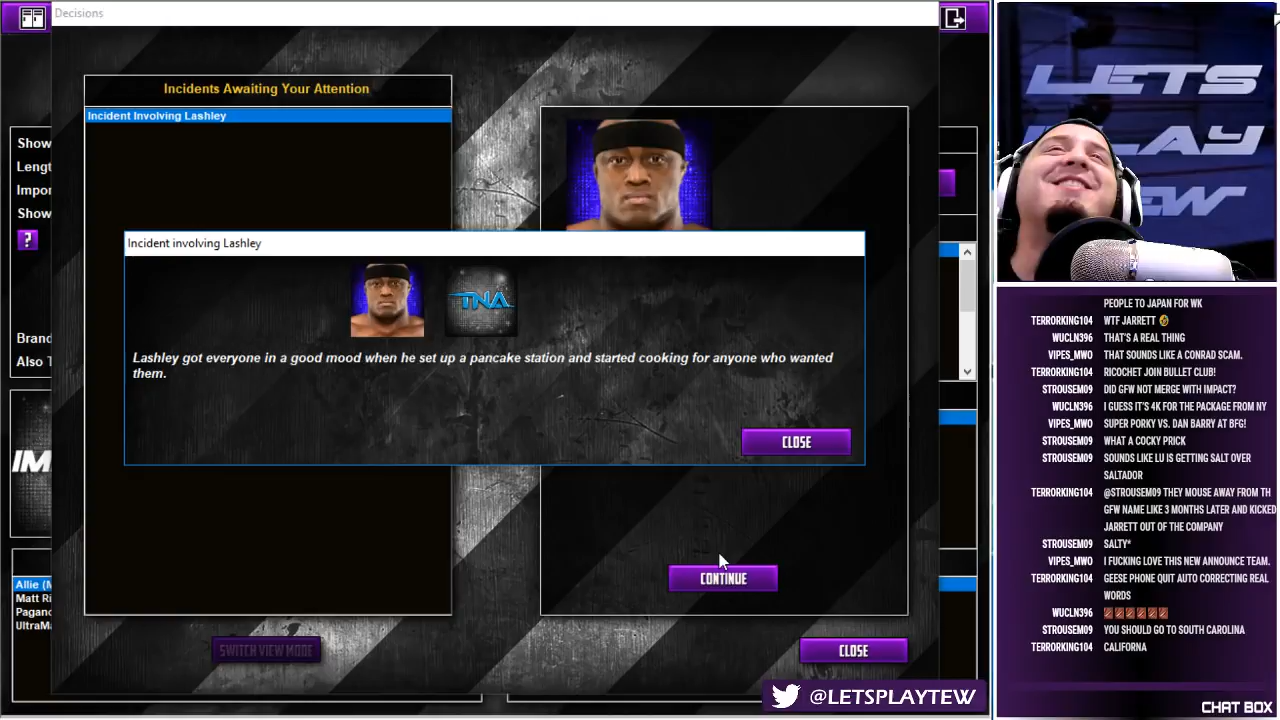 Decisions
Incidents Awaiting Your Attention
Incident Involving Lashley
Show
Lengt
Impor
Show
?
Brand
Also T
IM
Incident involving Lashley
TNA
Lashley got everyone in a good mood when he set up a pancake station and started cooking for anyone who wanted
them.
CLOSE
CONTINUE
Allie (M
Matt Ri
Pagano
UltraMa
SWITCH VIEW MODE
CLOSE
@LETSPLAYTEW
LETS
PLAY
TEW
PEOPLE TO JAPAN FOR WK
TERRORKING104 WTF JARRETT
WUCLN396 THAT'S A REAL THING
VIPES_MWO THAT SOUNDS LIKE A CONRAD SCAM.
TERRORKING104 RICOCHET JOIN BULLET CLUB!
STROUSEM09 DID GFW NOT MERGE WITH IMPACT?
WUCLN396 I GUESS IT'S 4K FOR THE PACKAGE FROM NY
VIPES_MWO SUPER PORKY VS. DAN BARRY AT BFG!
STROUSEM09 WHAT A COCKY PRICK
STROUSEM09 SOUNDS LIKE LU IS GETTING SALT OVER
SALTADOR
TERRORKING104 @STROUSEM09 THEY MOUSE AWAY FROM TH
GFW NAME LIKE 3 MONTHS LATER AND KICKED
JARRETT OUT OF THE COMPANY
STROUSEM09 SALTY*
VIPES_MWO I FUCKING LOVE THIS NEW ANNOUNCE TEAM.
TERRORKING104 GEESE PHONE QUIT AUTO CORRECTING REAL
WORDS
WUCLN396
STROUSEM09 YOU SHOULD GO TO SOUTH CAROLINA
TERRORKING104 CALIFORNA
CHAT BOX